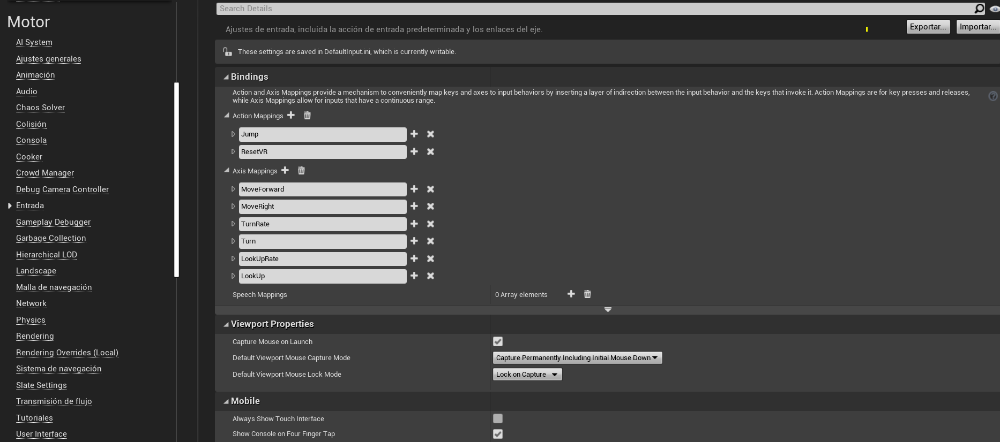 Motor
AI System
Ajustes generales
Animación
Audio
Chaos Solver
Colisión
Consola
Cooker
Crowd Manager
Debug Camera Controller
Entrada
Gameplay Debugger
Garbage Collection
Hierarchical LOD
Landscape
Malla de navegación
Network
Physics
Rendering
Rendering Overrides (Local)
Sistema de navegación
Slate Settings
Transmisión de flujo
Tutoriales
User Interface
Search Details
Ajustes de entrada, incluida la acción de entrada predeterminada y los enlaces del eje.
Exportar...
Importar...
These settings are saved in DefaultInput.ini, which is currently writable.
Bindings
Action and Axis Mappings provide a mechanism to conveniently map keys and axes to input behaviors by inserting a layer of indirection between the input behavior and the keys that invoke it. Action Mappings are for key presses and releases,
while Axis Mappings allow for inputs that have a continuous range.
Action Mappings
Jump
ResetVR
Axis Mappings
MoveForward
MoveRight
TurnRate
Turn
LookUpRate
LookUp
Speech Mappings
0 Array elements
Viewport Properties
Capture Mouse on Launch
Default Viewport Mouse Capture Mode
Capture Permanently Including Initial Mouse Down
Default Viewport Mouse Lock Mode
Lock on Capture
Mobile
Always Show Touch Interface
Show Console on Four Finger Tap